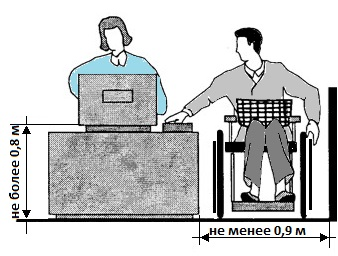 не более 0,8 м
не менее 0,9 м